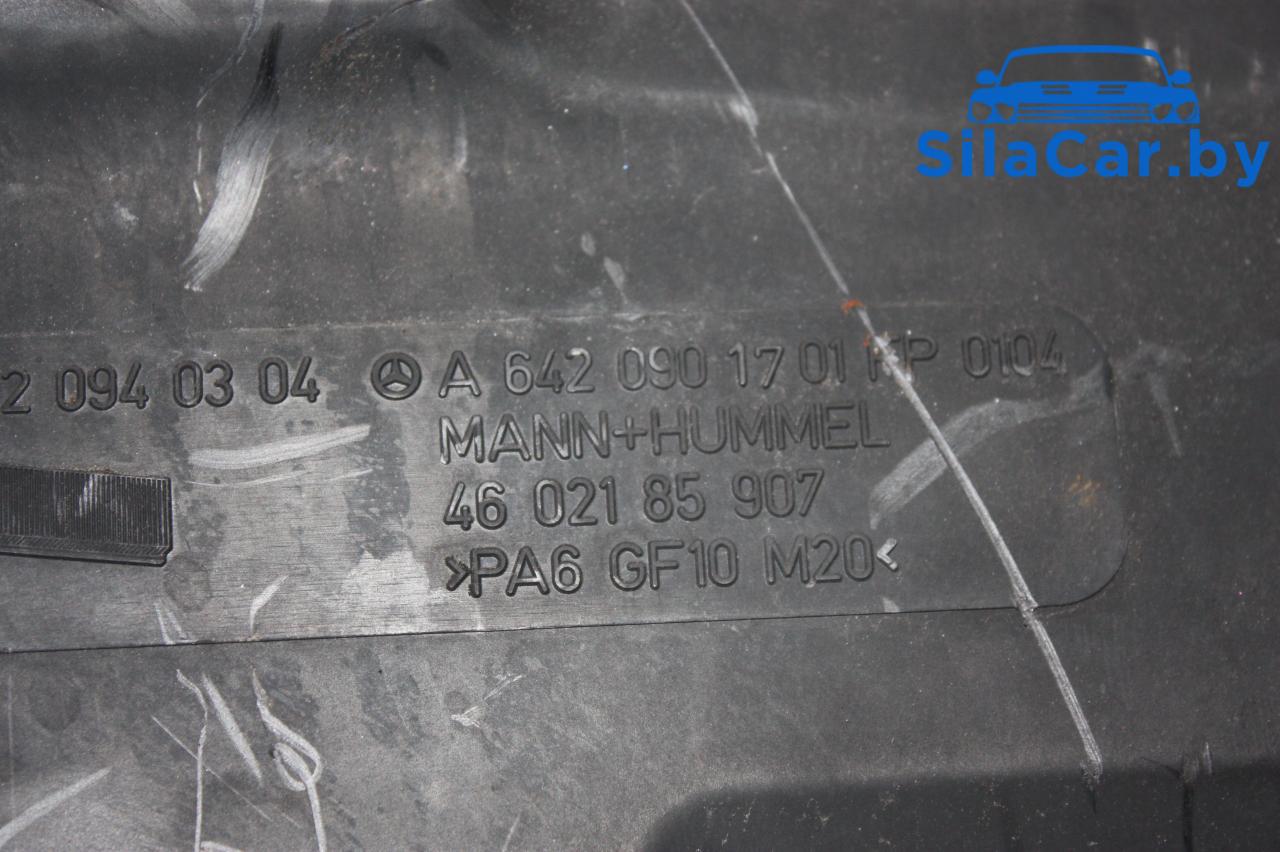 SilaCar.by
2 094 03 04 A 642 090 17 01 0104
MANN+HUMMEL
46 021 85 907
>PA6 GF10 M20<